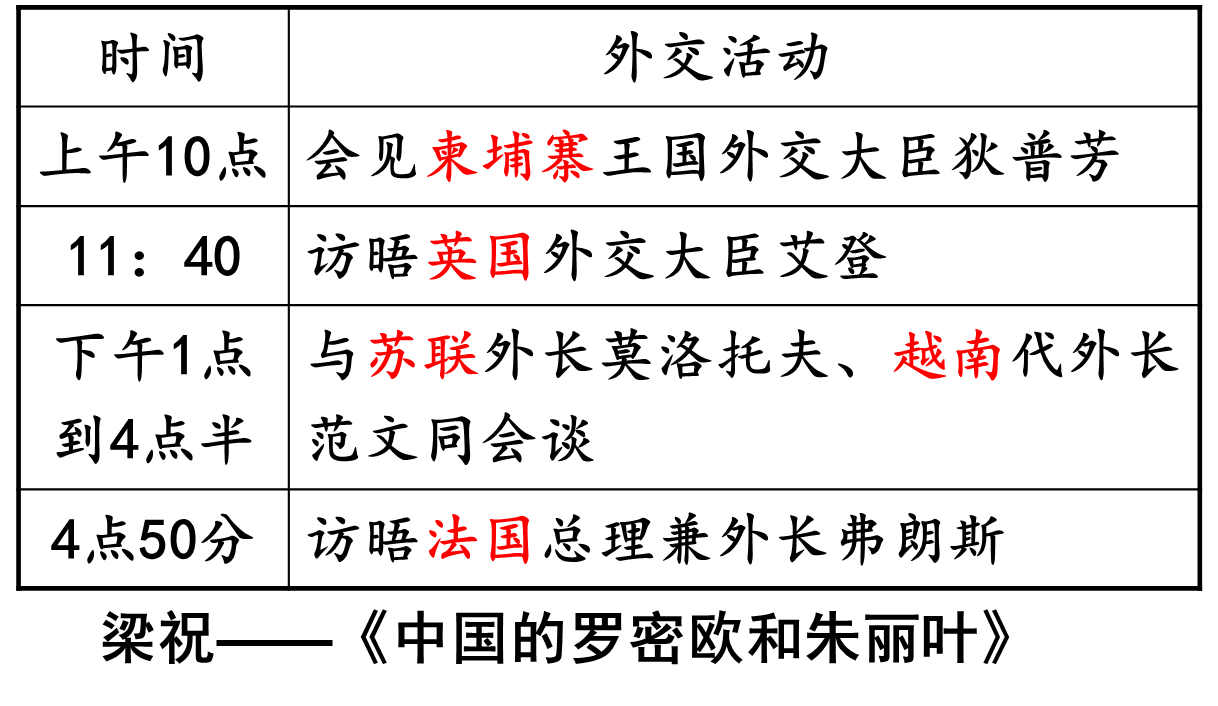 时间 外交活动
上午10点 会见柬埔寨王国外交大臣狄普芳
11：40 访晤英国外交大臣艾登
下午1点 与苏联外长莫洛托夫、越南代外长
到4点半 范文同会谈
4点50分 访晤法国总理兼外长弗朗斯
梁祝——《中国的罗密欧和朱丽叶》